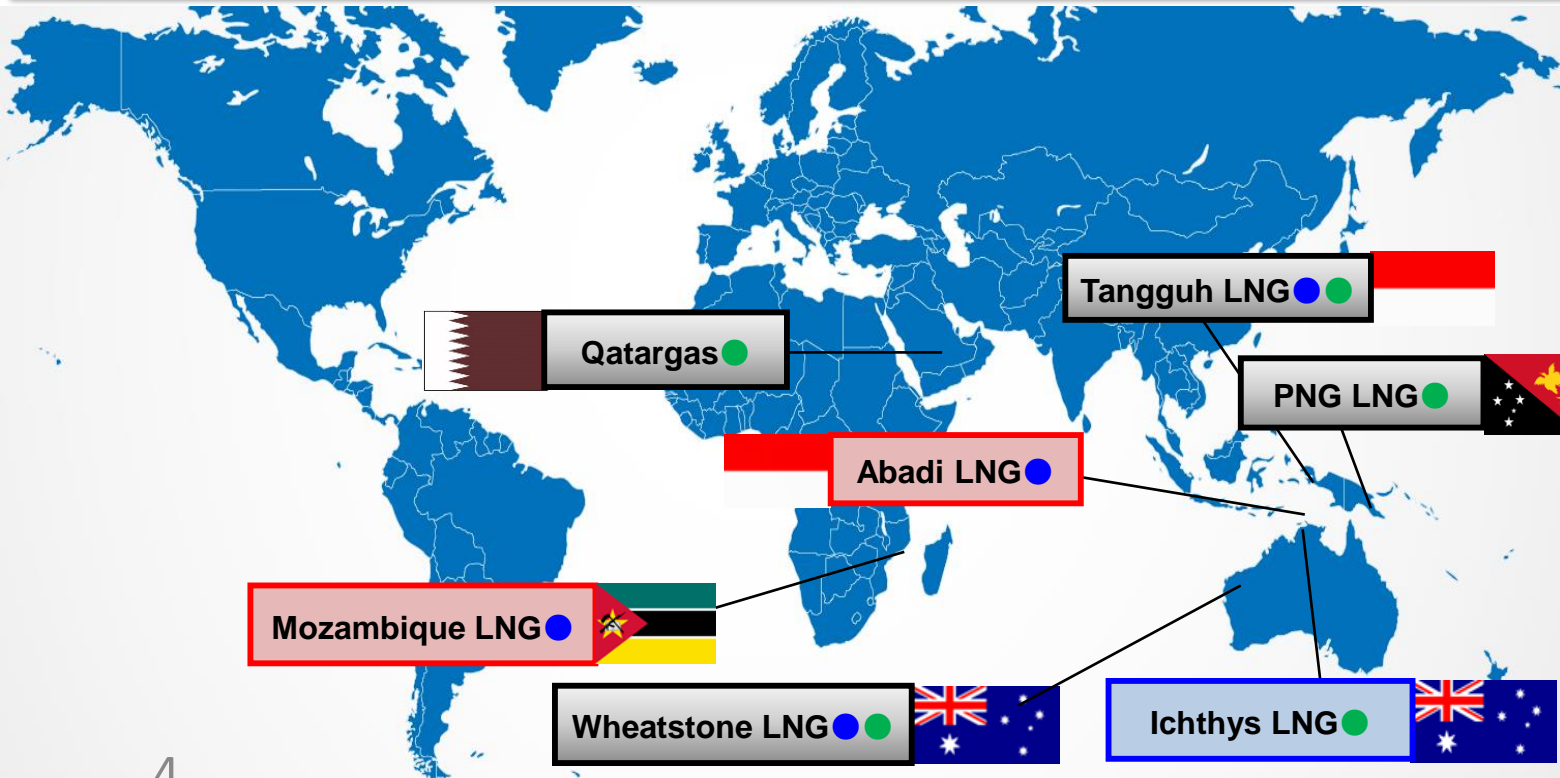 Tangguh LNG
Qatargas
PNG LNG
Abadi LNG
Mozambique LNG
Wheatstone LNG
Ichthys LNG
4